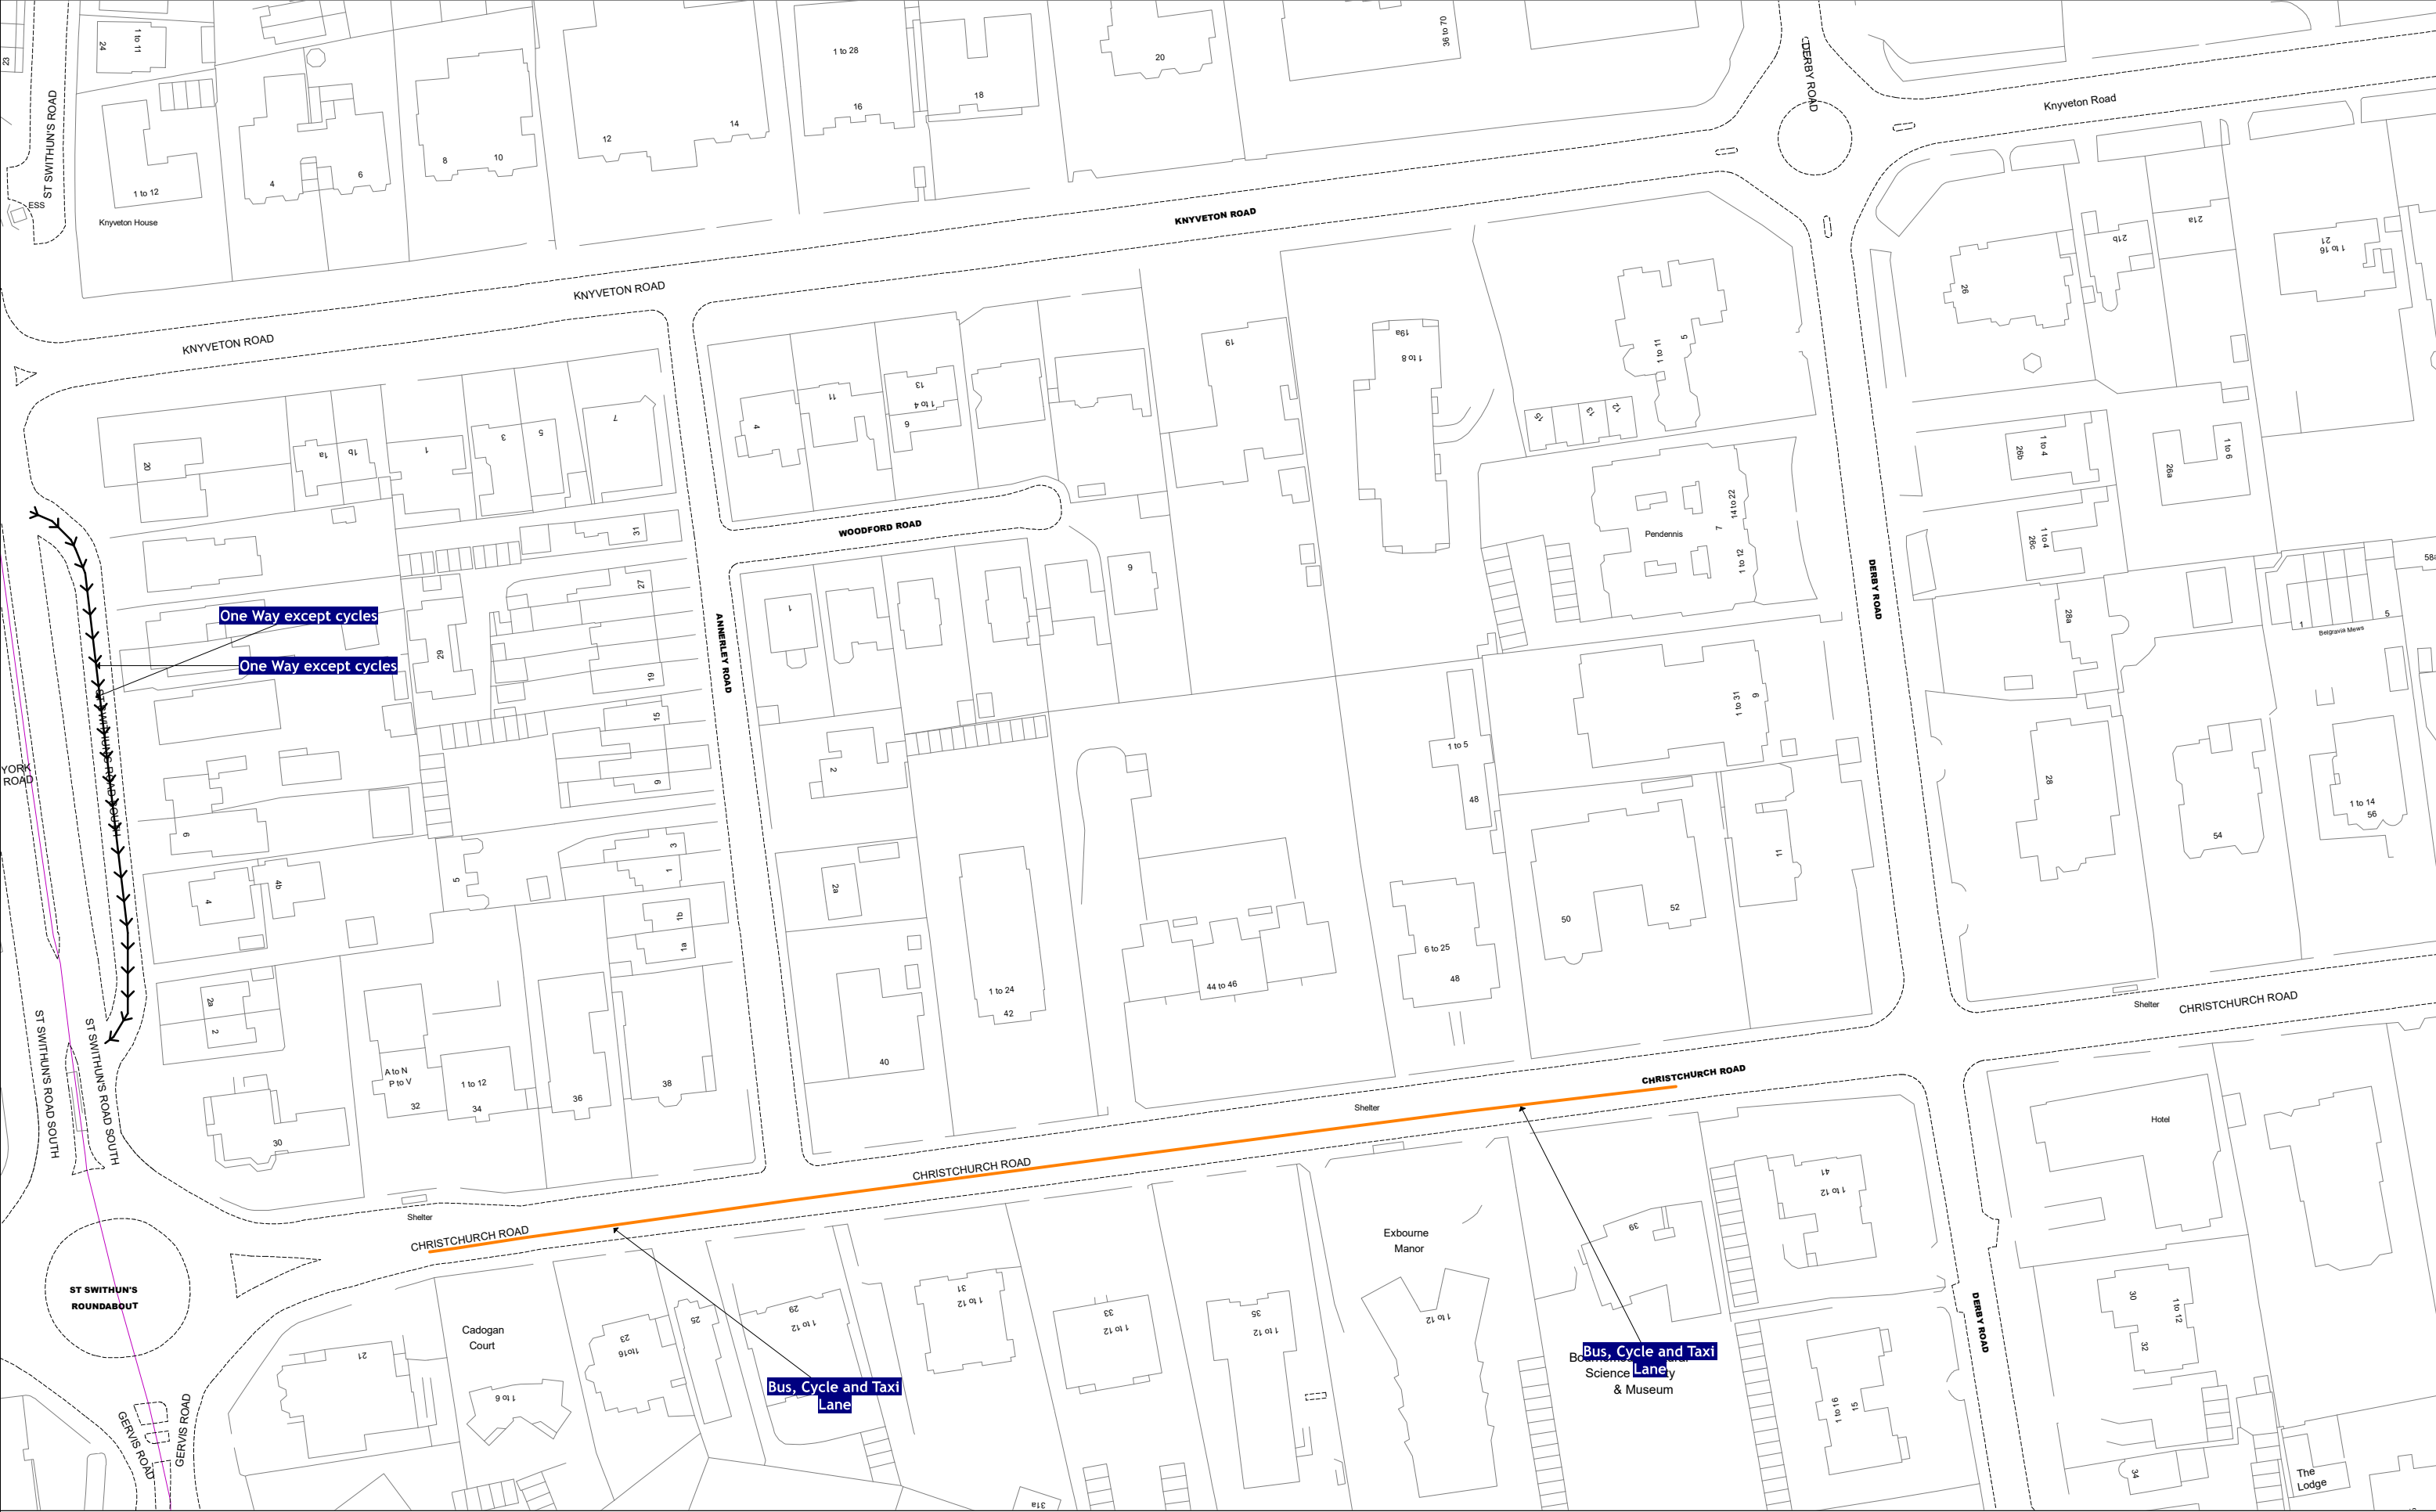 1 to 11
24
23
ST SWITHUN'S ROAD
1 to 28
16
18
20
36 to 70
DERBY ROAD
Knyveton Road
12
14
8
10
4
6
1 to 12
ESS
Knyveton House
KNYVETON ROAD
KNYVETON ROAD
KNYVETON ROAD
21a
21b
1 to 16
21
26
19
19a
1 to 8
1 to 11
5
15
13
12
4
11
13
1 to 4
6
7
20
1a
1b
1
3
5
31
WOODFORD ROAD
26b
1 to 4
26a
1 to 6
26c
1 to 4
14 to 22
7
Pendennis
1 to 12
DERBY ROAD
58a
28a
1
5
Belgravia Mews
27
29
19
15
9
ANNERLEY ROAD
1
9
One Way except cycles
One Way except cycles
ST SWITHUN'S ROAD SOUTH
YORK
ROAD
2
1 to 5
48
1 to 31
9
28
1 to 14
56
54
6
4
4b
5
3
1
1b
1a
2a
50
52
11
2a
2
1 to 24
42
44 to 46
6 to 25
48
Shelter
CHRISTCHURCH ROAD
ST SWITHUN'S ROAD SOUTH
ST SWITHUN'S ROAD SOUTH
A to N
P to V
32
1 to 12
34
36
38
40
30
CHRISTCHURCH ROAD
Shelter
Hotel
CHRISTCHURCH ROAD
Shelter
CHRISTCHURCH ROAD
ST SWITHUN'S
ROUNDABOUT
Cadogan
Court
21
1 to 6
23
1to16
25
29
1 to 12
31
1 to 12
33
1 to 12
35
1 to 12
Exbourne
Manor
1 to 12
39
41
1 to 12
Bus, Cycle and Taxi
Lane
Bus, Cycle and Taxi
Lane
Science
& Museum
15
1 to 16
DERBY ROAD
30
1 to 12
32
34
The
Lodge
GERVIS ROAD
GERVIS ROAD
31a